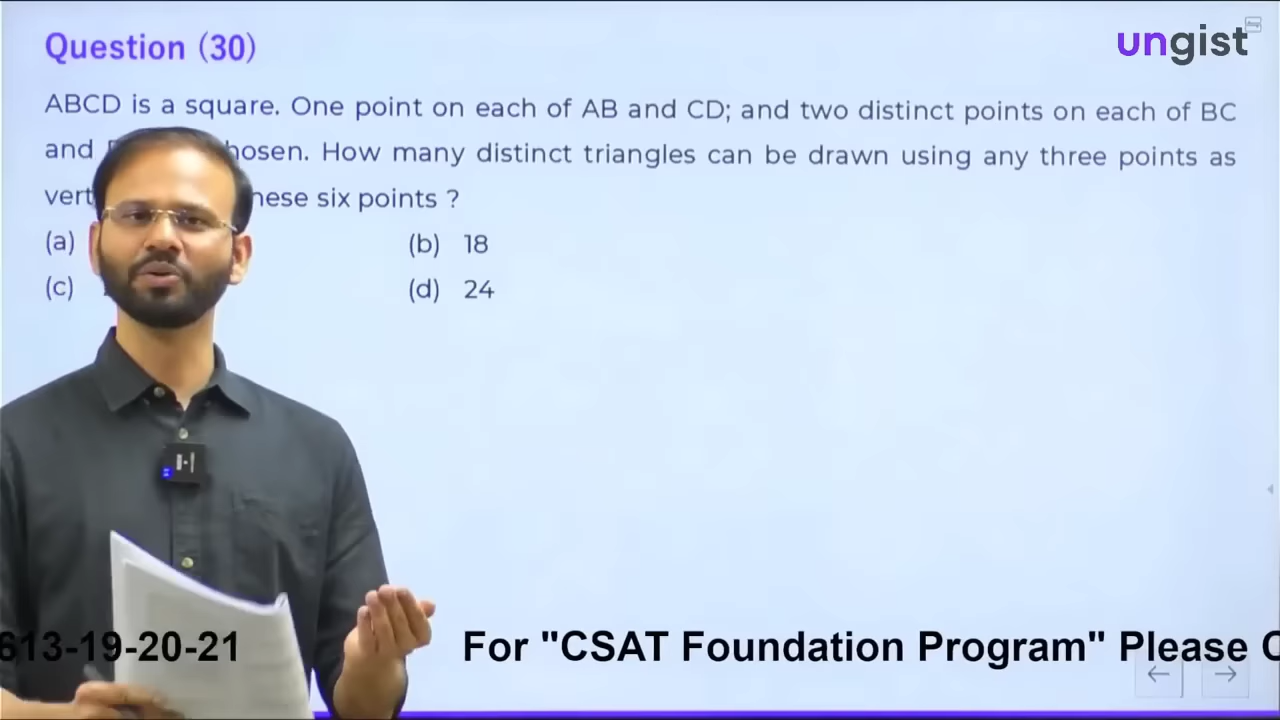 Question (30)
ungist
ABCD is a square. One point on each of AB and CD; and two distinct points on each of BC
and hosen. How many distinct triangles can be drawn using any three points as
vert hese six points ?
(a)
(b) 18
(c)
(d) 24
613-19-20-21
For "CSAT Foundation Program" Please